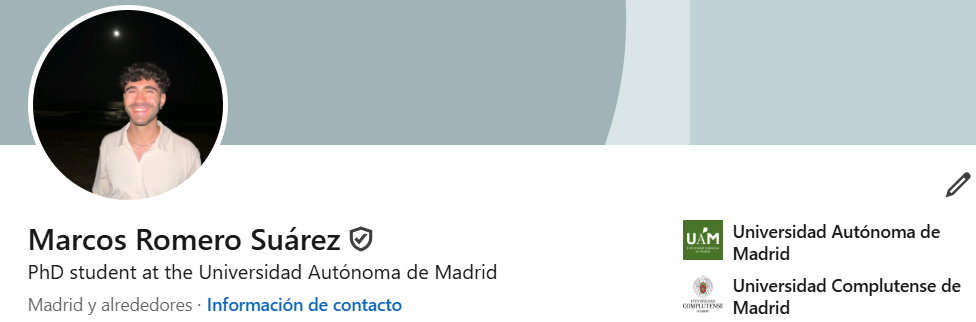 Marcos Romero Suárez
PhD student at the Universidad Autónoma de Madrid
Madrid y alrededores · Información de contacto
UAM
Universidad Autónoma de
Madrid
UNIVERSIDAD
COMPLUTENSE
MADRID
Universidad Complutense de
Madrid